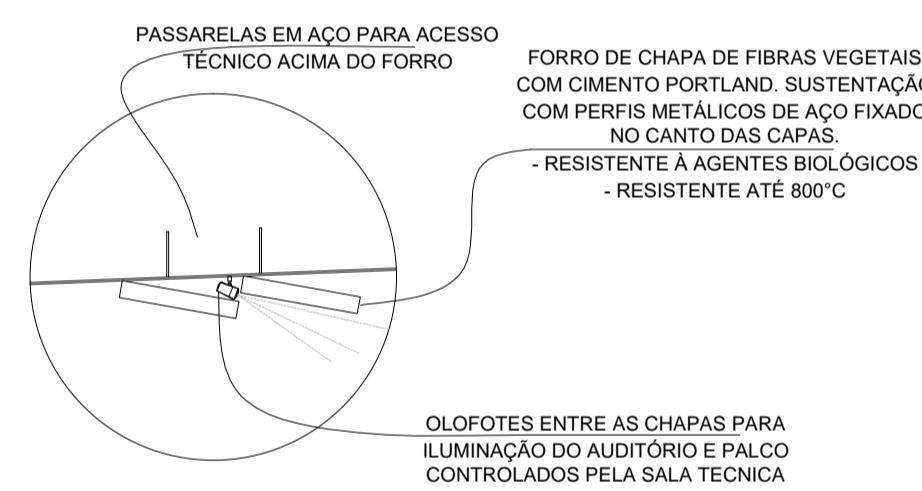 PASSARELAS EM AÇO PARA ACESSO
TÉCNICO ACIMA DO FORRO
FORRO DE CHAPA DE FIBRAS VEGETAIS
COM CIMENTO PORTLAND. SUSTENTAÇÃO
COM PERFIS METÁLICOS DE AÇO FIXADO
NO CANTO DAS CAPAS.
- RESISTENTE À AGENTES BIOLÓGICOS
- RESISTENTE ATÉ 800°C
OLOFOTES ENTRE AS CHAPAS PARA
ILUMINAÇÃO DO AUDITÓRIO E PALCO
CONTROLADOS PELA SALA TECNICA